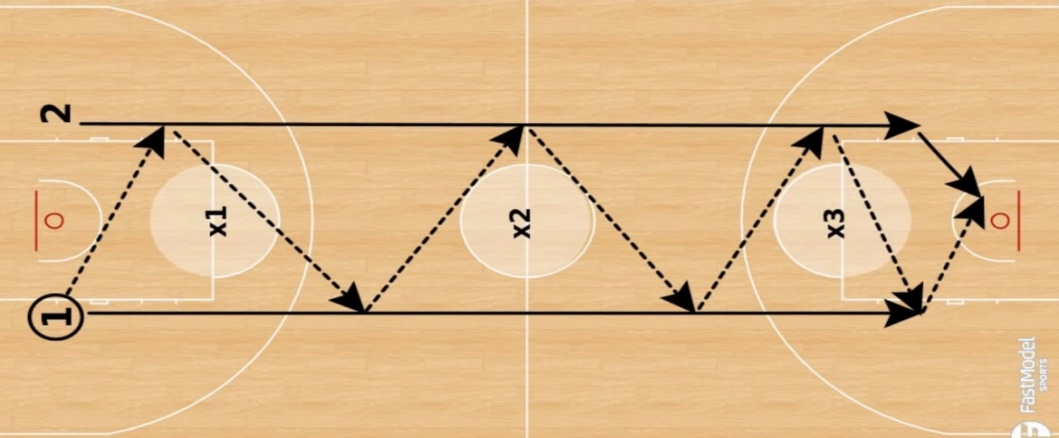 2
1
x1
x2
x3
FastModel
SPORTS